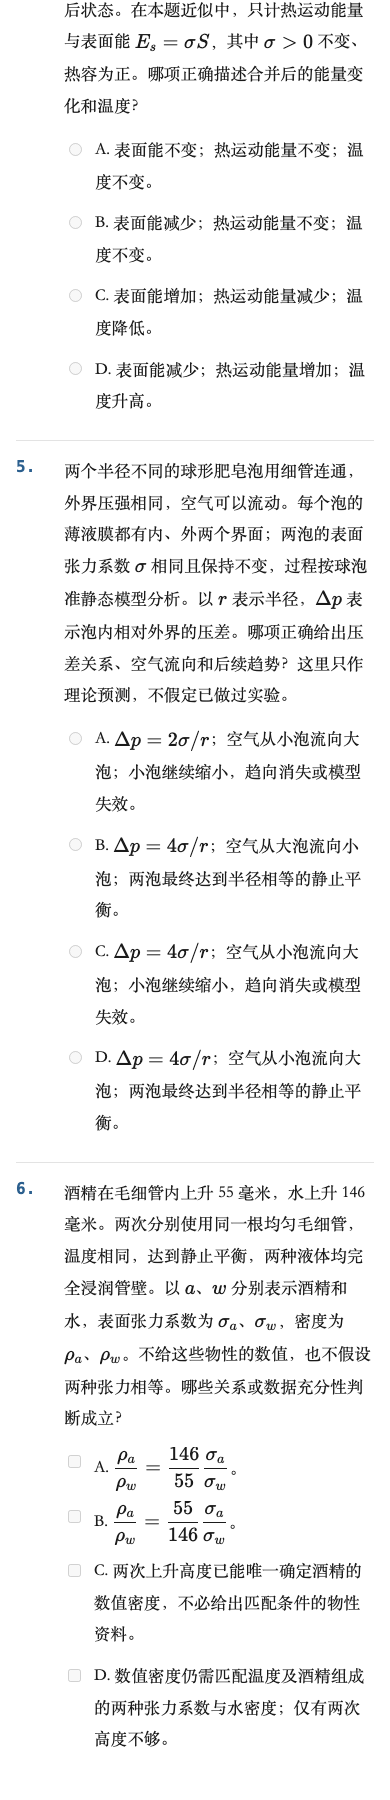 后状态。在本题近似中，只计热运动能量
与表面能 Eₛ = σS，其中 σ > 0 不变、
热容为正。哪项正确描述合并后的能量变
化和温度？
A. 表面能不变；热运动能量不变；温
度不变。
B. 表面能减少；热运动能量不变；温
度不变。
C. 表面能增加；热运动能量减少；温
度降低。
D. 表面能减少；热运动能量增加；温
度升高。
5. 两个半径不同的球形肥皂泡用细管连通，
外界压强相同，空气可以流动。每个泡的
薄液膜都有内、外两个界面；两泡的表面
张力系数 σ 相同且保持不变，过程按球泡
准静态模型分析。以 r 表示半径，Δp 表
示泡内相对外界的压差。哪项正确给出压
差关系、空气流向和后续趋势？这里只作
理论预测，不假定已做过实验。
A. Δp = 2σ/r；空气从小泡流向大
泡；小泡继续缩小，趋向消失或模型
失效。
B. Δp = 4σ/r；空气从大泡流向小
泡；两泡最终达到半径相等的静止平
衡。
C. Δp = 4σ/r；空气从小泡流向大
泡；小泡继续缩小，趋向消失或模型
失效。
D. Δp = 4σ/r；空气从小泡流向大
泡；两泡最终达到半径相等的静止平
衡。
6. 酒精在毛细管内上升 55 毫米，水上升 146
毫米。两次分别使用同一根均匀毛细管，
温度相同，达到静止平衡，两种液体均完
全浸润管壁。以 a、w 分别表示酒精和
水，表面张力系数为 σₐ、σ_w，密度为
ρₐ、ρ_w。不给这些物性的数值，也不假设
两种张力相等。哪些关系或数据充分性判
断成立？
A. ρₐ/ρ_w = 146/55 σₐ/σ_w。
B. ρₐ/ρ_w = 55/146 σₐ/σ_w。
C. 两次上升高度已能唯一确定酒精的
数值密度，不必给出匹配条件的物性
资料。
D. 数值密度仍需匹配温度及酒精组成
的两种张力系数与水密度；仅有两次
高度不够。